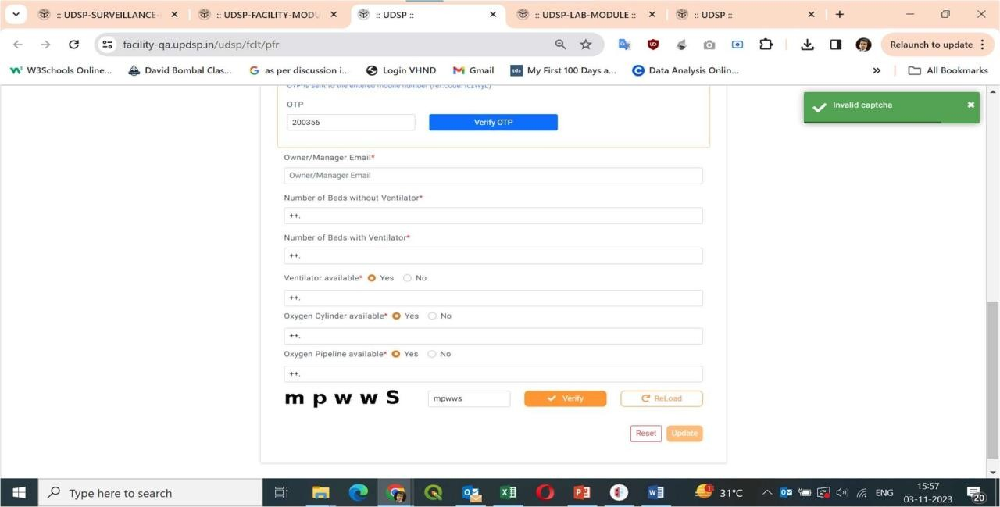 :: UDSP-SURVEILLANCE-
:: UDSP-FACILITY-MODU
:: UDSP ::
:: UDSP-LAB-MODULE ::
:: UDSP ::
facility-qa.updsp.in/udsp/fclt/pfr
Relaunch to update
W3Schools Online...
David Bombal Clas...
as per discussion i...
Login VHND
Gmail
My First 100 Days a...
Data Analysis Onlin...
All Bookmarks
Invalid captcha
OTP is sent to the entered mobile number
OTP
200356
Verify OTP
Owner/Manager Email*
Owner/Manager Email
Number of Beds without Ventilator*
++.
Number of Beds with Ventilator*
++.
Ventilator available* Yes No
++.
Oxygen Cylinder available* Yes No
++.
Oxygen Pipeline available* Yes No
++.
m p w w S
mpwws
Verify
ReLoad
Reset
Update
Type here to search
31°C
ENG
15:57
03-11-2023
20